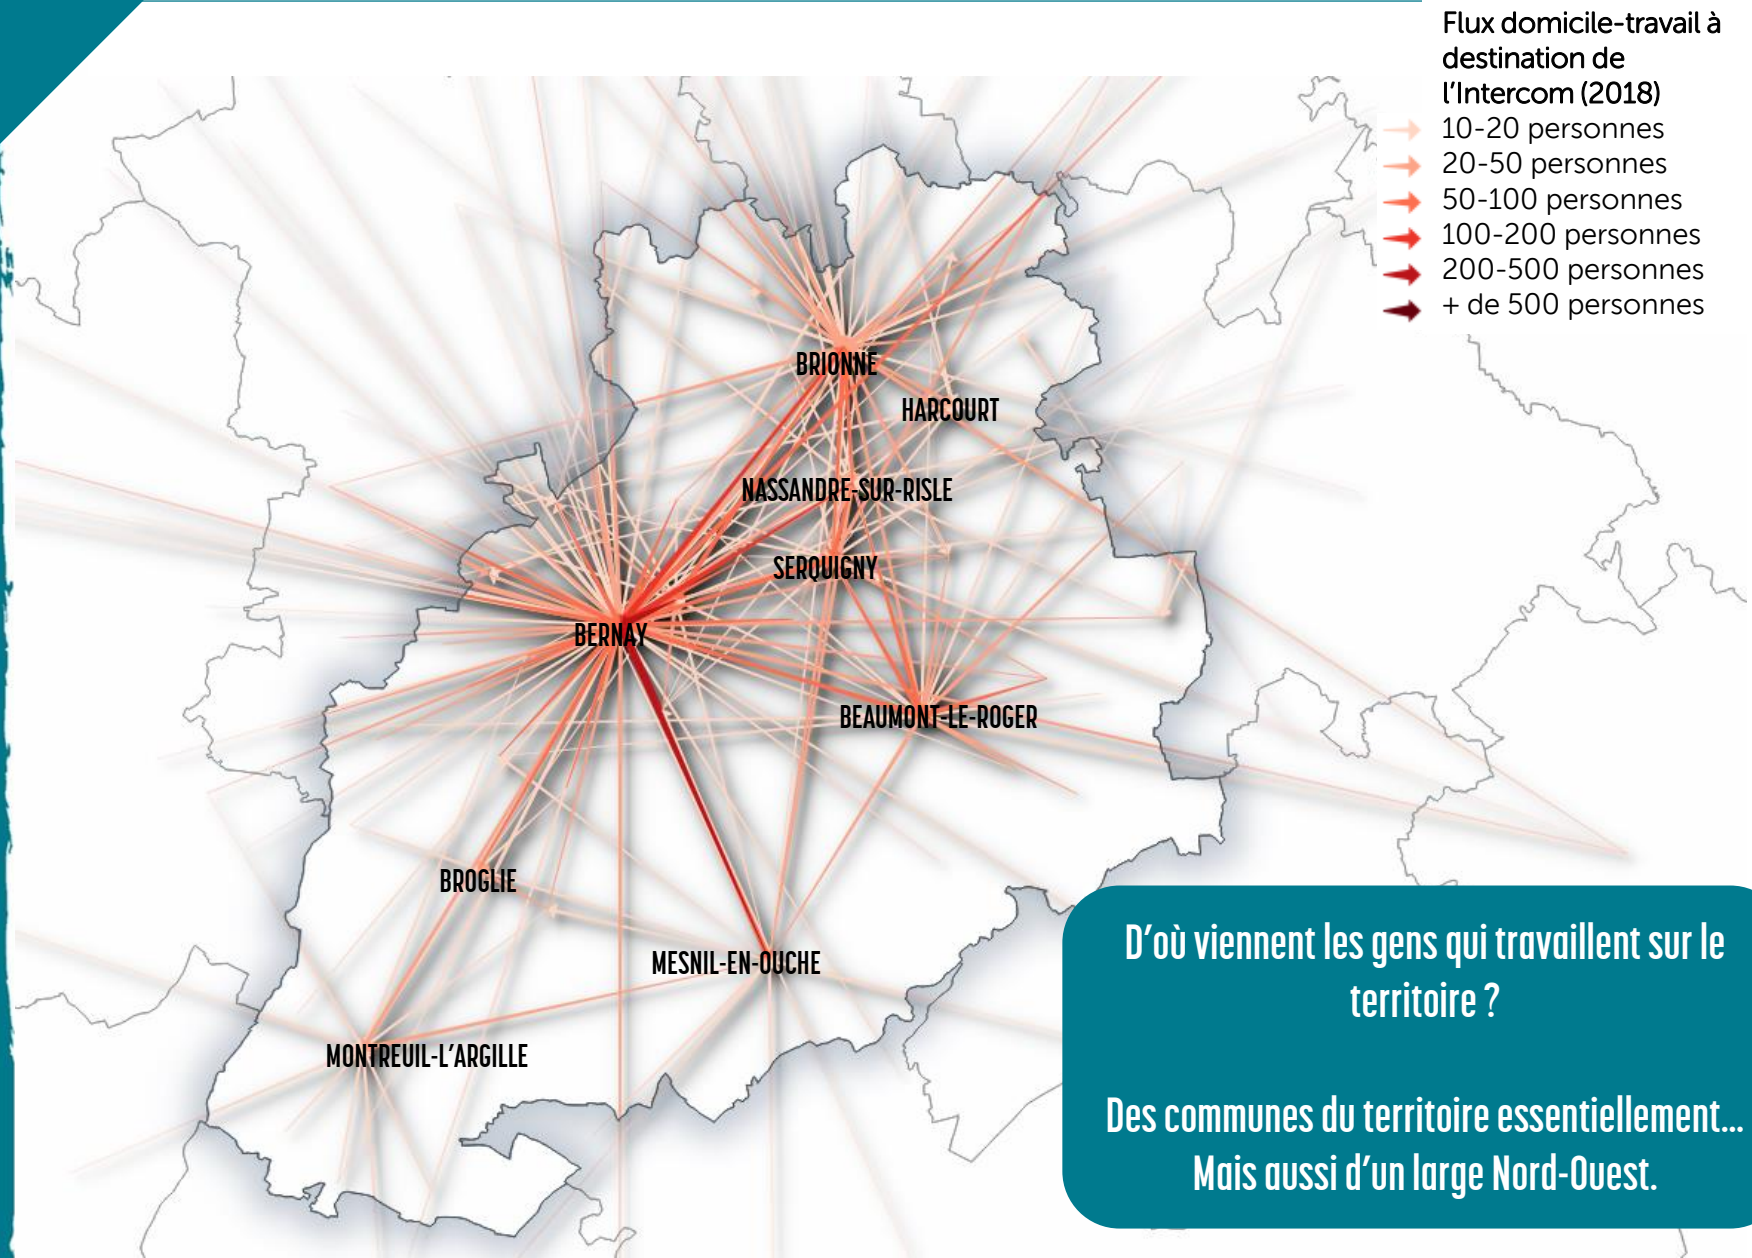 Flux domicile-travail à
destination de
l'Intercom (2018)
10-20 personnes
20-50 personnes
50-100 personnes
100-200 personnes
200-500 personnes
+ de 500 personnes
BRIONNE
HARCOURT
NASSANDRE-SUR-RISLE
SERQUIGNY
BERNAY
BEAUMONT-LE-ROGER
BROGLIE
MESNIL-EN-OUCHE
MONTREUIL-L'ARGILLE
D'où viennent les gens qui travaillent sur le
territoire ?
Des communes du territoire essentiellement...
Mais aussi d'un large Nord-Ouest.